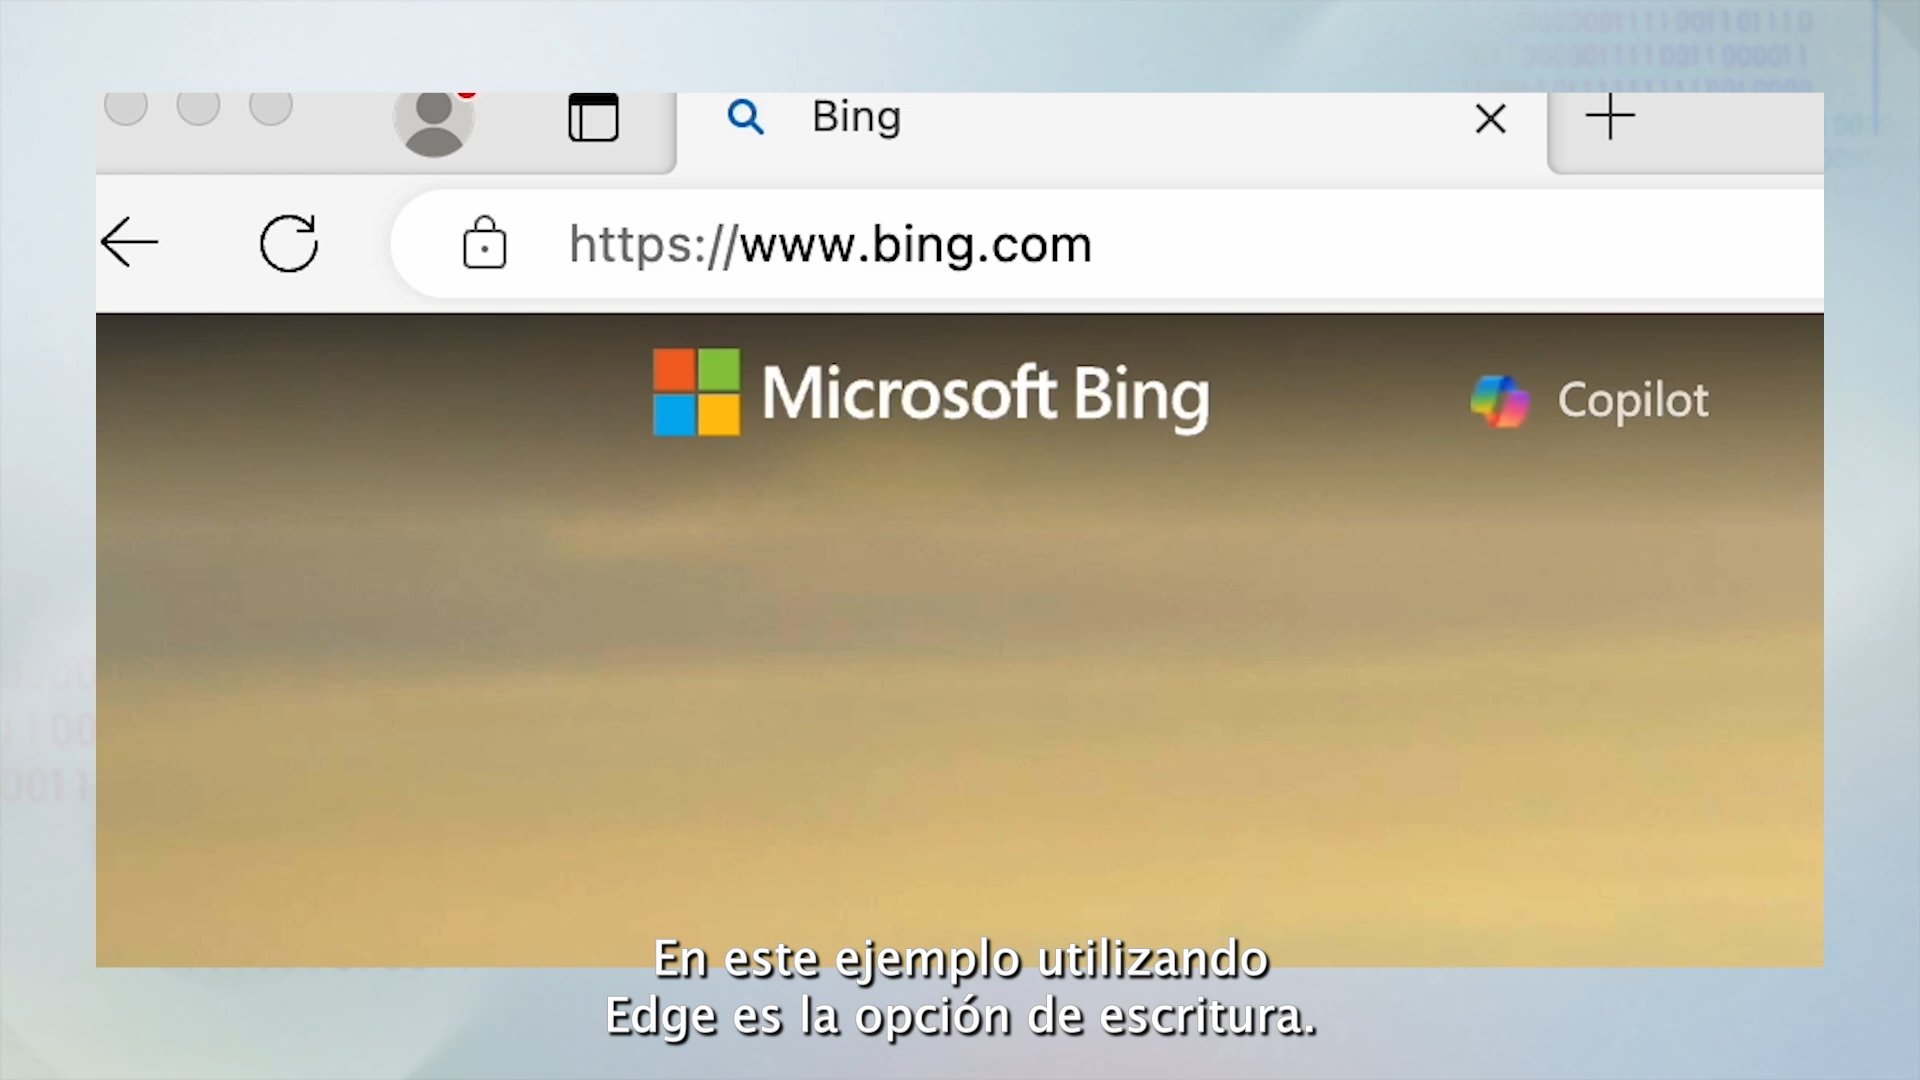 Bing
https://www.bing.com
Microsoft Bing
Copilot
En este ejemplo utilizando
Edge es la opción de escritura.